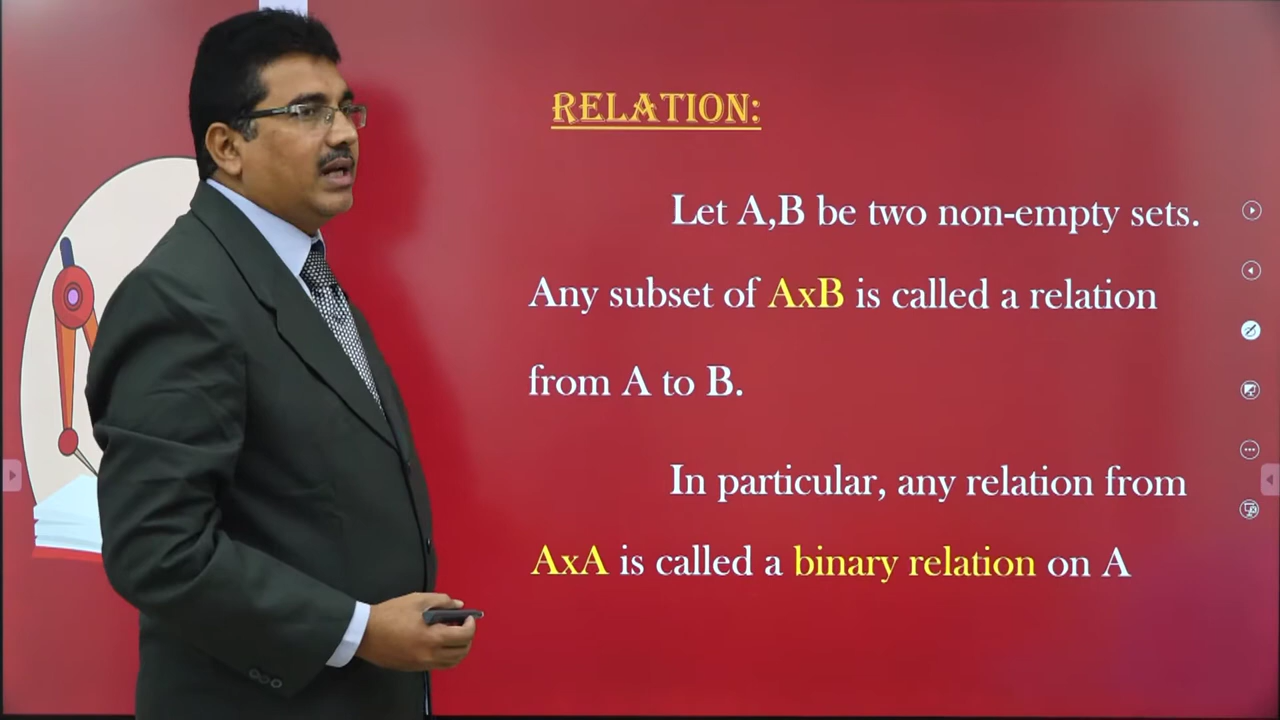 RELATION:
Let A,B be two non-empty sets.
Any subset of AxB is called a relation
from A to B.
In particular, any relation from
AxA is called a binary relation on A